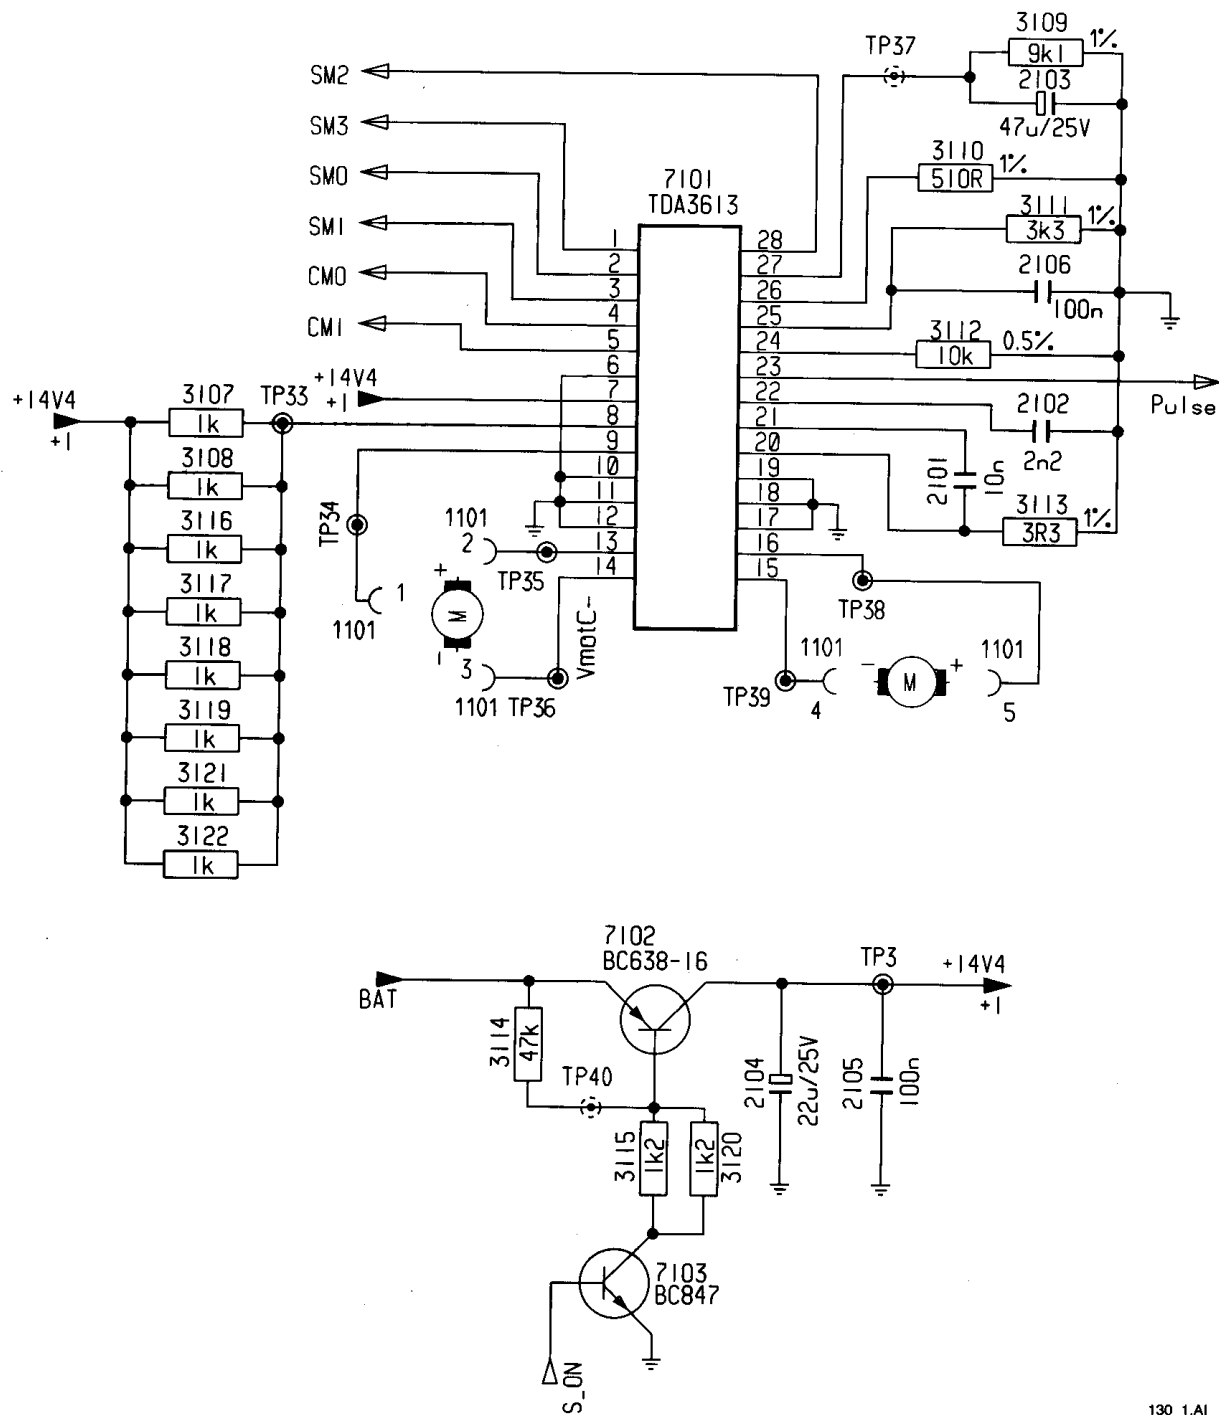 3109
1%
9k1
TP37
2103
47u/25V
SM2
SM3
SM0
SM1
CM0
CM1
7101
TDA3613
3110
1%
510R
3111
1%
3k3
2106
100n
3112
0.5%
10k
1
2
3
4
5
6
7
8
9
10
11
12
13
14
28
27
26
25
24
23
22
21
20
19
18
17
16
15
Pulse
2102
2n2
2101
10n
3113
1%
3R3
+14V4
+1
+14V4
+1
TP33
3107
1k
3108
1k
3116
1k
3117
1k
3118
1k
3119
1k
3121
1k
3122
1k
TP34
1
1101
1101
2
TP35
+
M
-
3
1101 TP36
VmotC-
TP38
TP39
1101
4
-
M
+
1101
5
7102
BC638-16
BAT
3114
47k
TP40
3115
1k2
1k2
3120
2104
22u/25V
2105
100n
TP3
+14V4
+1
7103
BC847
S_ON
130 1.AI